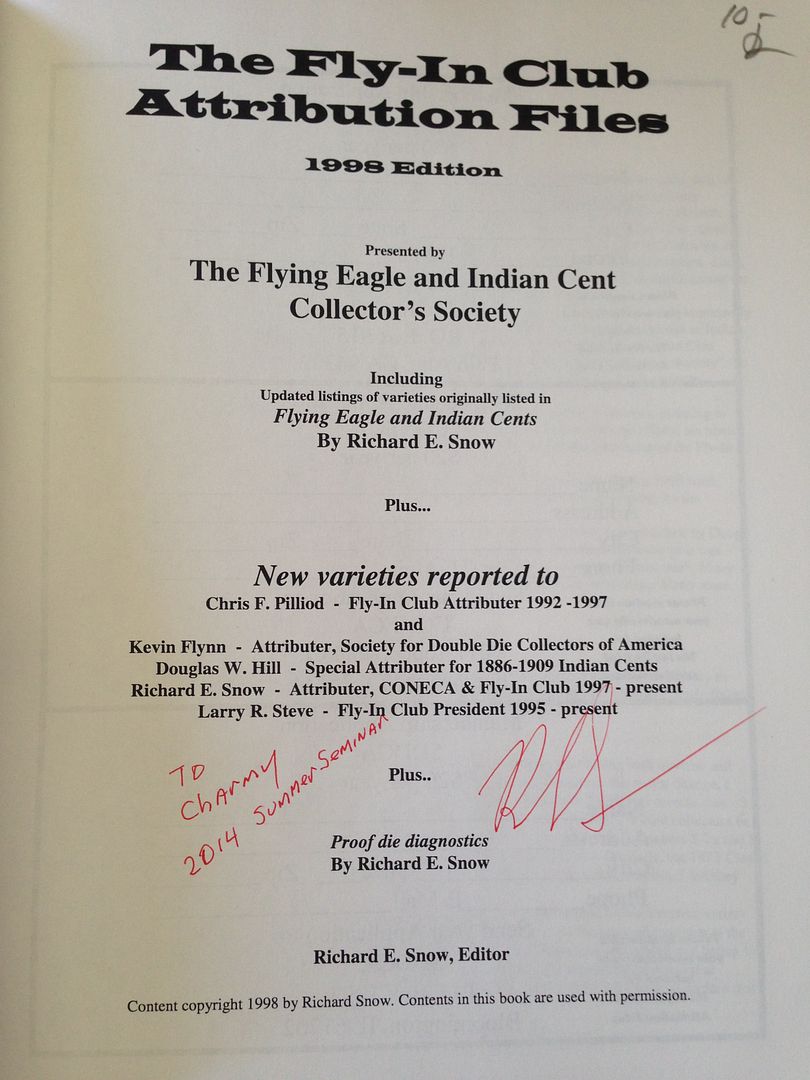 10-
The Fly-In Club
Attribution Files
1998 Edition
Presented by
The Flying Eagle and Indian Cent
Collector's Society
Including
Updated listings of varieties originally listed in
Flying Eagle and Indian Cents
By Richard E. Snow
Plus...
New varieties reported to
Chris F. Pilliod - Fly-In Club Attributer 1992 -1997
and
Kevin Flynn - Attributer, Society for Double Die Collectors of America
Douglas W. Hill - Special Attributer for 1886-1909 Indian Cents
Richard E. Snow - Attributer, CONECA & Fly-In Club 1997 - present
Larry R. Steve - Fly-In Club President 1995 - present
TO
Charmy
2014 Summer Seminar
Plus..
Proof die diagnostics
By Richard E. Snow
Richard E. Snow, Editor
Content copyright 1998 by Richard Snow. Contents in this book are used with permission.